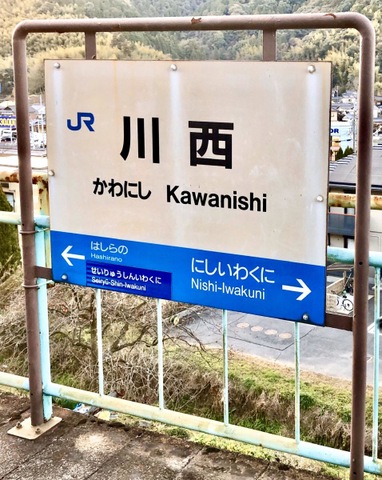 JR
川西
かわにし Kawanishi
はしらの
Hashirano
せいりゅうしんいわくに
Seiryū-Shin-Iwakuni
にしいわくに
Nishi-Iwakuni